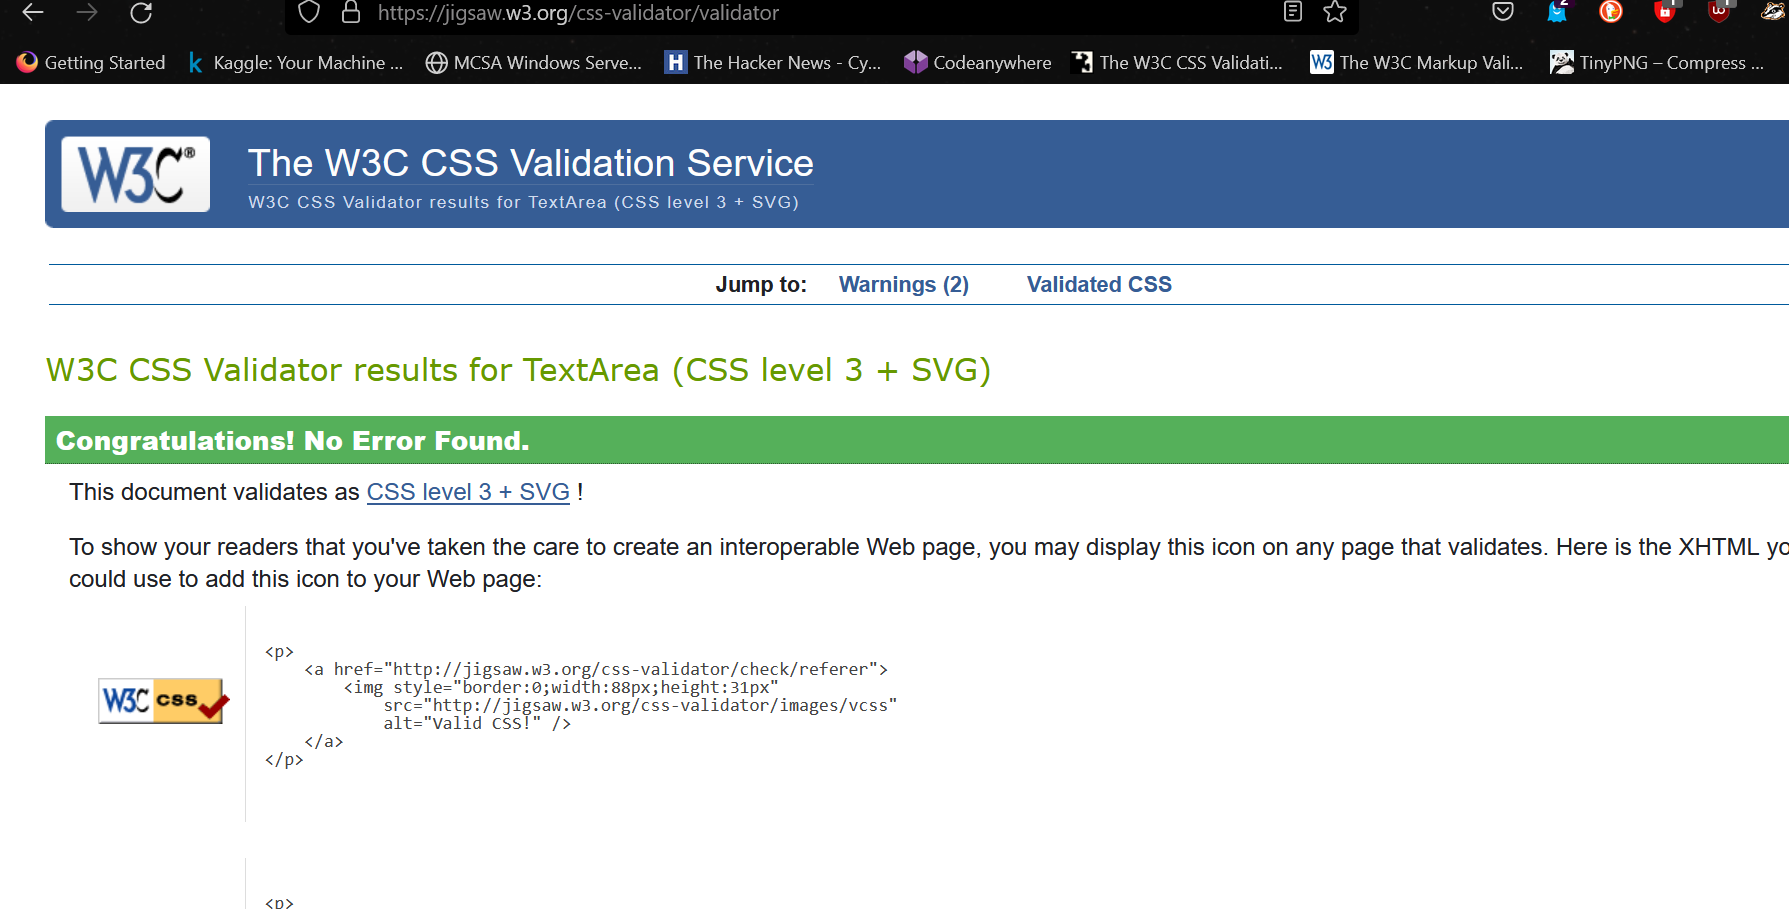 https://jigsaw.w3.org/css-validator/validator
2 1 1
Getting Started Kaggle: Your Machine ... MCSA Windows Serve... H The Hacker News - Cy... Codeanywhere The W3C CSS Validati... W3 The W3C Markup Vali... TinyPNG – Compress ...
W3C® The W3C CSS Validation Service
W3C CSS Validator results for TextArea (CSS level 3 + SVG)
Jump to: Warnings (2) Validated CSS
W3C CSS Validator results for TextArea (CSS level 3 + SVG)
Congratulations! No Error Found.
This document validates as CSS level 3 + SVG !
To show your readers that you've taken the care to create an interoperable Web page, you may display this icon on any page that validates. Here is the XHTML yo
could use to add this icon to your Web page:
<p>
<a href="http://jigsaw.w3.org/css-validator/check/referer">
<img style="border:0;width:88px;height:31px"
W3C css src="http://jigsaw.w3.org/css-validator/images/vcss"
alt="Valid CSS!" />
</a>
</p>
<p>